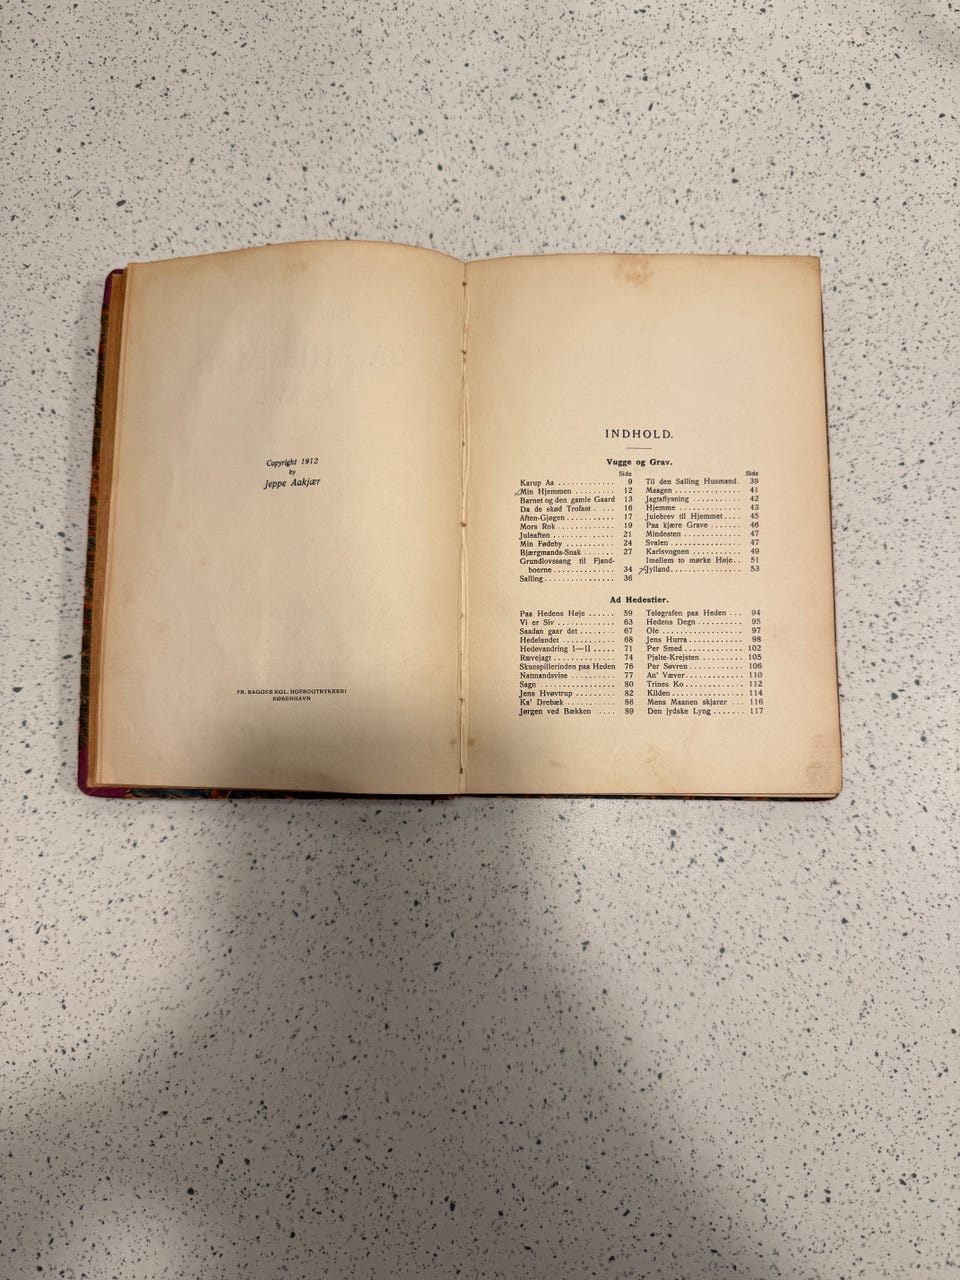 Copyright 1912
by
Jeppe Aakjær
FR. BAGGES KGL. HOFBOGTRYKKERI
KØBENHAVN
INDHOLD.
Vugge og Grav.
Side
Karup Aa ............ 9
Min Hjemmen ......... 12
Barnet og den gamle Gaard 13
Da de skød Trofast .... 16
Aften-Gjøgen .......... 17
Mors Rok ............ 19
Juleaften ............. 21
Min Fødeby ........... 24
Bjærgmands-Snak ...... 27
Grundlovssang til Fjand-
boerne ............. 34
Salling ............... 36
Side
Til den Salling Husmand. 39
Maagen .............. 41
Jagtaflysning .......... 42
Hjemme ............. 43
Julebrev til Hjemmet.... 45
Paa kjære Grave ....... 46
Mindesten ............ 47
Svalen ............... 47
Karlsvognen .......... 49
Imellem to mørke Høje.. 51
Jylland............... 53
Ad Hedestier.
Paa Hedens Høje ...... 59
Vi er Siv ............. 63
Saadan gaar det ....... 67
Hedelandet ........... 68
Hedevandring I—II ..... 71
Rævejagt ............. 74
Skuespillerinden paa Heden 76
Natmandsvise ......... 77
Sagn ................ 80
Jens Hvøvtrup ........ 82
Ka' Drebæk .......... 86
Jørgen ved Bækken .... 89
Telegrafen paa Heden ... 94
Hedens Degn ......... 95
Ole ................. 97
Jens Hurra ........... 98
Per Smed ............ 102
Pjalte-Krejsten ........ 105
Per Søvren ........... 106
An' Væver ........... 110
Trines Ko ............ 112
Kilden ............... 114
Mens Maanen skjarer ... 116
Den jydske Lyng ....... 117